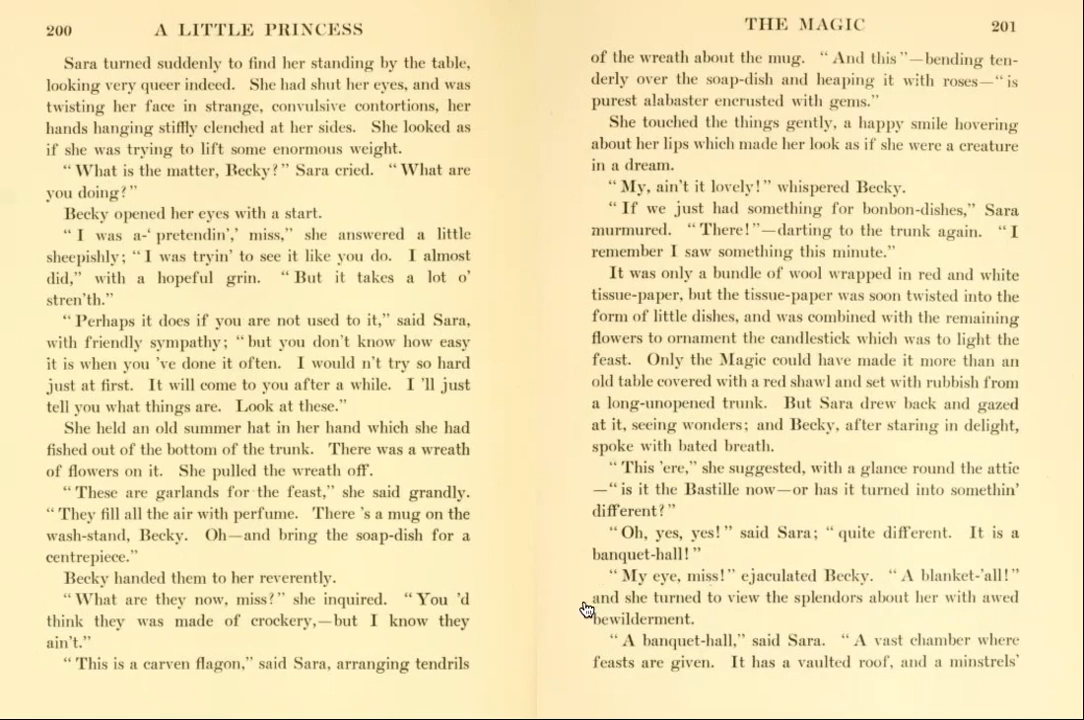 200 A LITTLE PRINCESS
Sara turned suddenly to find her standing by the table,
looking very queer indeed. She had shut her eyes, and was
twisting her face in strange, convulsive contortions, her
hands hanging stiffly clenched at her sides. She looked as
if she was trying to lift some enormous weight.
“What is the matter, Becky?” Sara cried. “What are
you doing?”
Becky opened her eyes with a start.
“I was a-‘pretendin’,’ miss,” she answered a little
sheepishly; “I was tryin’ to see it like you do. I almost
did,” with a hopeful grin. “But it takes a lot o’
stren’th.”
“Perhaps it does if you are not used to it,” said Sara,
with friendly sympathy; “but you don’t know how easy
it is when you ’ve done it often. I would n’t try so hard
just at first. It will come to you after a while. I ’ll just
tell you what things are. Look at these.”
She held an old summer hat in her hand which she had
fished out of the bottom of the trunk. There was a wreath
of flowers on it. She pulled the wreath off.
“These are garlands for the feast,” she said grandly.
“They fill all the air with perfume. There ’s a mug on the
wash-stand, Becky. Oh—and bring the soap-dish for a
centrepiece.”
Becky handed them to her reverently.
“What are they now, miss?” she inquired. “You ’d
think they was made of crockery,—but I know they
ain’t.”
“This is a carven flagon,” said Sara, arranging tendrils
THE MAGIC 201
of the wreath about the mug. “And this”—bending ten-
derly over the soap-dish and heaping it with roses—“is
purest alabaster encrusted with gems.”
She touched the things gently, a happy smile hovering
about her lips which made her look as if she were a creature
in a dream.
“My, ain’t it lovely!” whispered Becky.
“If we just had something for bonbon-dishes,” Sara
murmured. “There!”—darting to the trunk again. “I
remember I saw something this minute.”
It was only a bundle of wool wrapped in red and white
tissue-paper, but the tissue-paper was soon twisted into the
form of little dishes, and was combined with the remaining
flowers to ornament the candlestick which was to light the
feast. Only the Magic could have made it more than an
old table covered with a red shawl and set with rubbish from
a long-unopened trunk. But Sara drew back and gazed
at it, seeing wonders; and Becky, after staring in delight,
spoke with bated breath.
“This ’ere,” she suggested, with a glance round the attic
—“is it the Bastille now—or has it turned into somethin’
different?”
“Oh, yes, yes!” said Sara; “quite different. It is a
banquet-hall!”
“My eye, miss!” ejaculated Becky. “A blanket-’all!”
and she turned to view the splendors about her with awed
bewilderment.
“A banquet-hall,” said Sara. “A vast chamber where
feasts are given. It has a vaulted roof, and a minstrels’